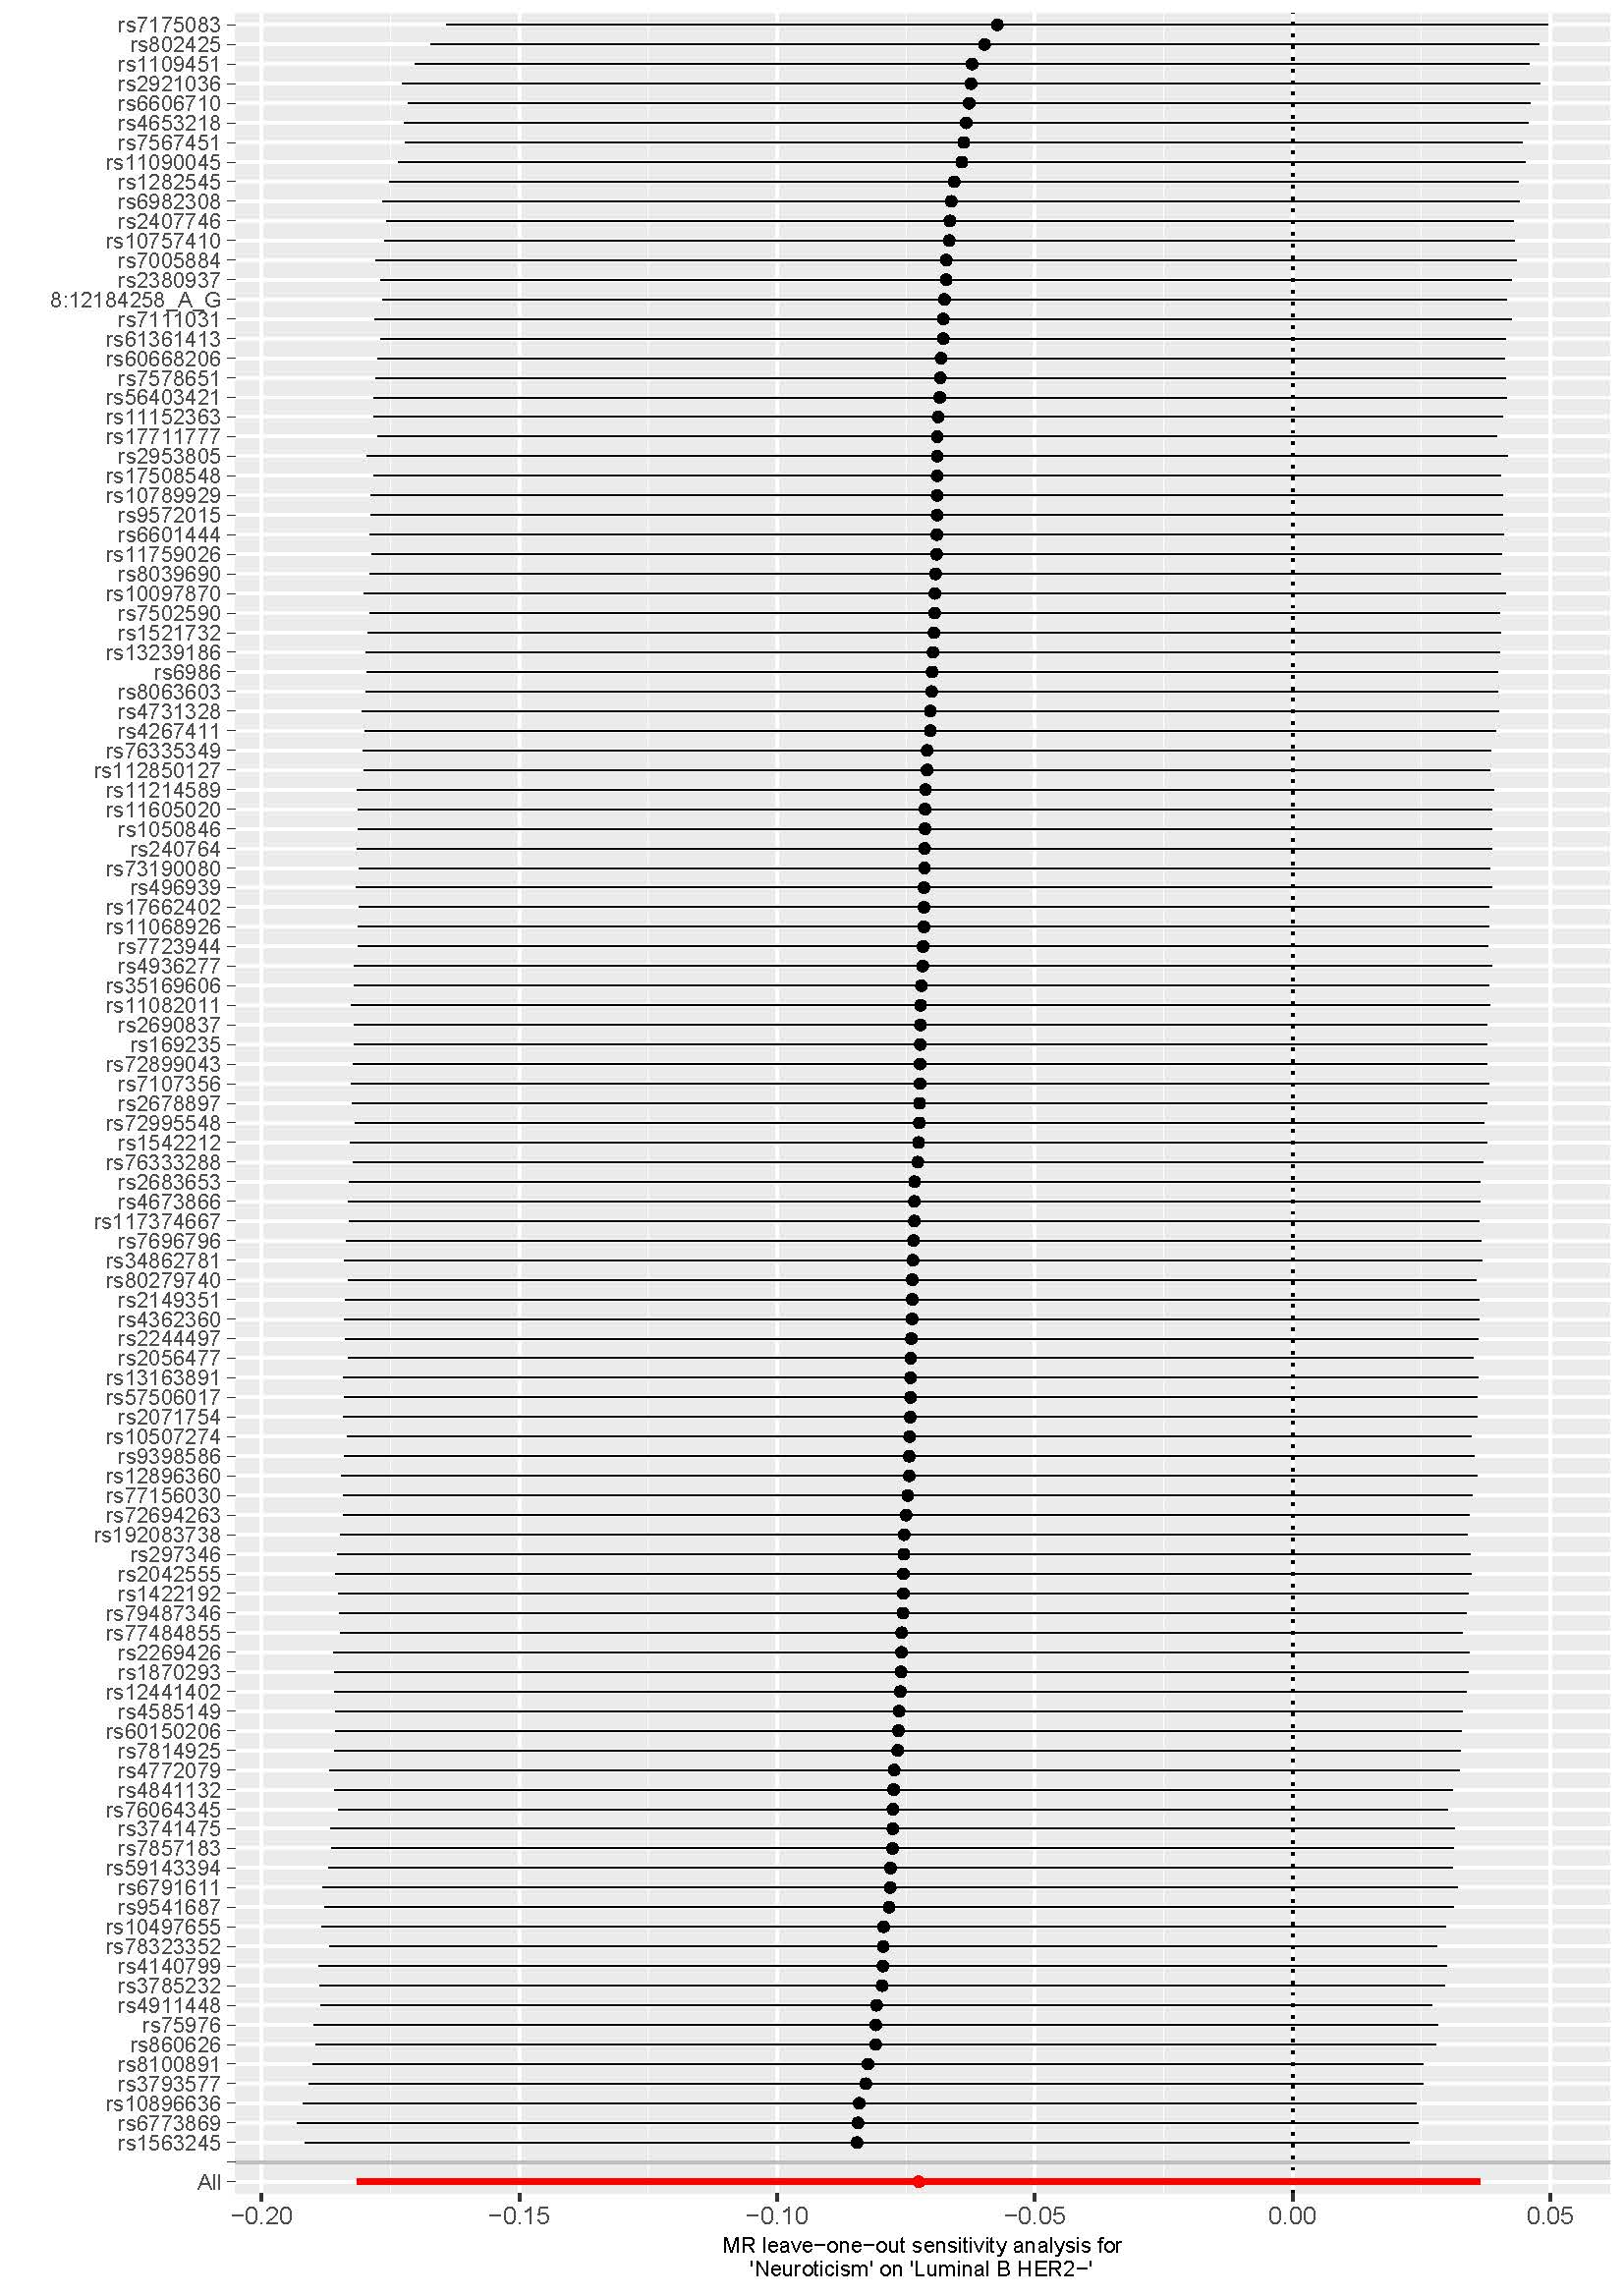 rs7175083
rs802425
rs1109451
rs2921036
rs6606710
rs4653218
rs7567451
rs11090045
rs1282545
rs6982308
rs2407746
rs10757410
rs7005884
rs2380937
8:12184258_A_G
rs7111031
rs61361413
rs60668206
rs7578651
rs56403421
rs11152363
rs17711777
rs2953805
rs17508548
rs10789929
rs9572015
rs6601444
rs11759026
rs8039690
rs10097870
rs7502590
rs1521732
rs13239186
rs6986
rs8063603
rs4731328
rs4267411
rs76335349
rs112850127
rs11214589
rs11605020
rs1050846
rs240764
rs73190080
rs496939
rs17662402
rs11068926
rs7723944
rs4936277
rs35169606
rs11082011
rs2690837
rs169235
rs72899043
rs7107356
rs2678897
rs72995548
rs1542212
rs76333288
rs2683653
rs4673866
rs117374667
rs7696796
rs34862781
rs80279740
rs2149351
rs4362360
rs2244497
rs2056477
rs13163891
rs57506017
rs2071754
rs10507274
rs9398586
rs12896360
rs77156030
rs72694263
rs192083738
rs297346
rs2042555
rs1422192
rs79487346
rs77484855
rs2269426
rs1870293
rs12441402
rs4585149
rs60150206
rs7814925
rs4772079
rs4841132
rs76064345
rs3741475
rs7857183
rs59143394
rs6791611
rs9541687
rs10497655
rs78323352
rs4140799
rs3785232
rs4911448
rs75976
rs860626
rs8100891
rs3793577
rs10896636
rs6773869
rs1563245
All
−0.20 −0.15 −0.10 −0.05 0.00 0.05
MR leave−one−out sensitivity analysis for
'Neuroticism' on 'Luminal B HER2−'